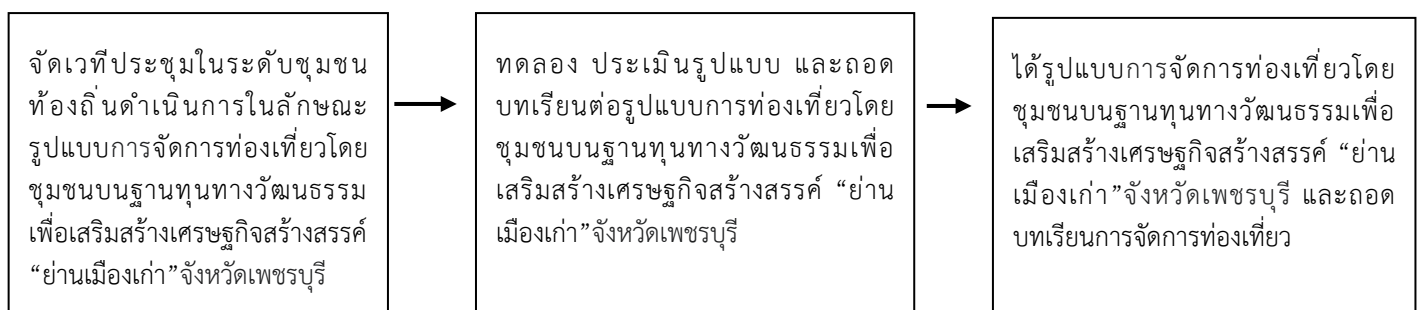 จัดเวทีประชุมในระดับชุมชน
ท้องถิ่นดำเนินการในลักษณะ
รูปแบบการจัดการท่องเที่ยวโดย
ชุมชนบนฐานทุนทางวัฒนธรรม
เพื่อเสริมสร้างเศรษฐกิจสร้างสรรค์
“ย่านเมืองเก่า”จังหวัดเพชรบุรี
ทดลอง ประเมินรูปแบบ และถอด
บทเรียนต่อรูปแบบการท่องเที่ยวโดย
ชุมชนบนฐานทุนทางวัฒนธรรมเพื่อ
เสริมสร้างเศรษฐกิจสร้างสรรค์ “ย่าน
เมืองเก่า”จังหวัดเพชรบุรี
ได้รูปแบบการจัดการท่องเที่ยวโดย
ชุมชนบนฐานทุนทางวัฒนธรรมเพื่อ
เสริมสร้างเศรษฐกิจสร้างสรรค์ “ย่าน
เมืองเก่า”จังหวัดเพชรบุรี และถอด
บทเรียนการจัดการท่องเที่ยว